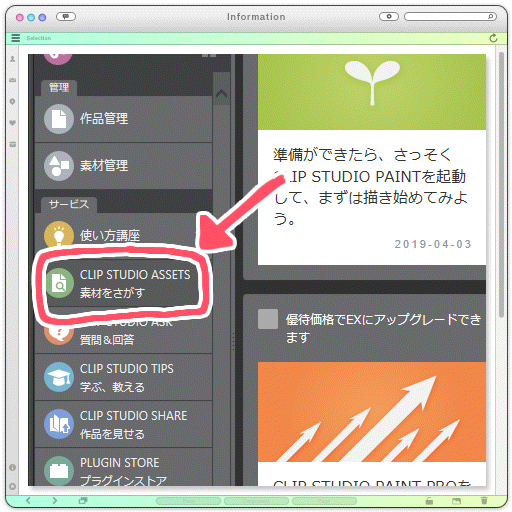 Information
Selection
管理
作品管理
素材管理
サービス
使い方講座
CLIP STUDIO ASSETS
素材をさがす
質問＆回答
CLIP STUDIO TIPS
学ぶ、教える
CLIP STUDIO SHARE
作品を見せる
PLUGIN STORE
プラグインストア
準備ができたら、さっそく
CLIP STUDIO PAINTを起動
して、まずは描き始めてみよ
う。
2019-04-03
優待価格でEXにアップグレードでき
ます
CLIP STUDIO PAINT PROを